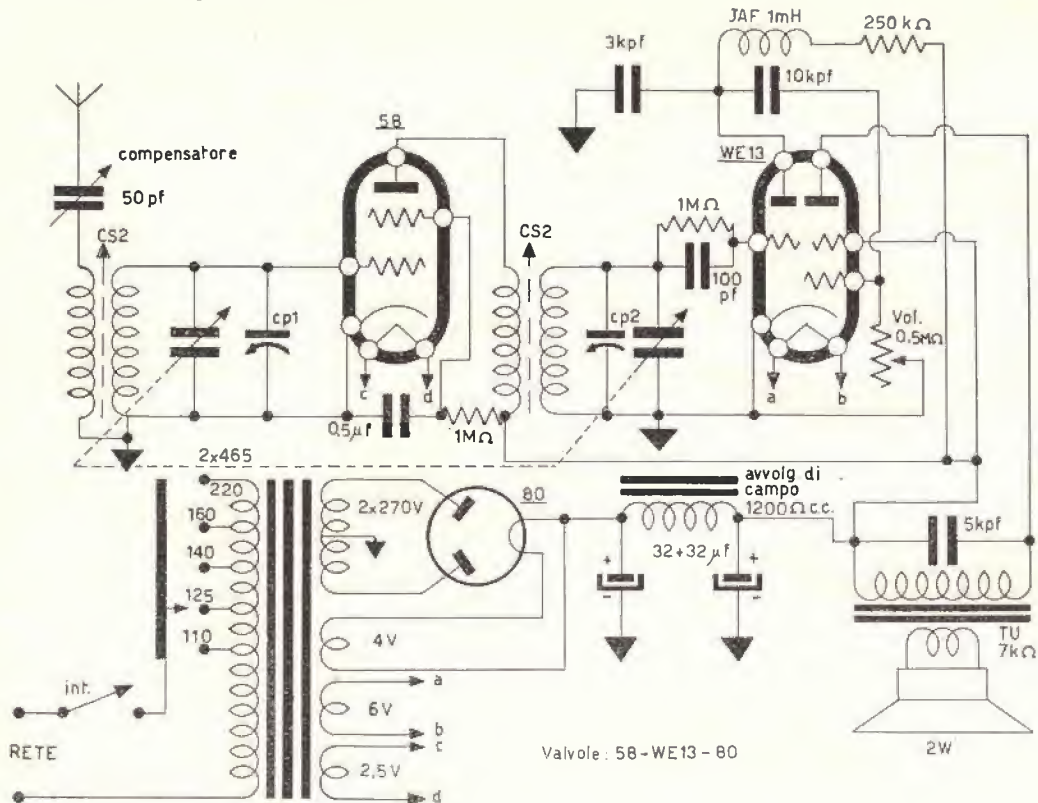 JAF 1mH
250 kΩ
3kpf
10kpf
58
WE13
compensatore
50 pf
CS2
1MΩ
CS2
100
pf
cp1
cp2
Vol.
0.5MΩ
c
d
a
b
0,5µf
1MΩ
2x465
220
160
140
125
110
2x270V
80
avvolg di
campo
1200Ω c.c.
32+32µf
5kpf
+
-
+
-
4V
TU
7kΩ
int.
a
6V
b
c
RETE
2,5V
d
Valvole: 58-WE13-80
2W